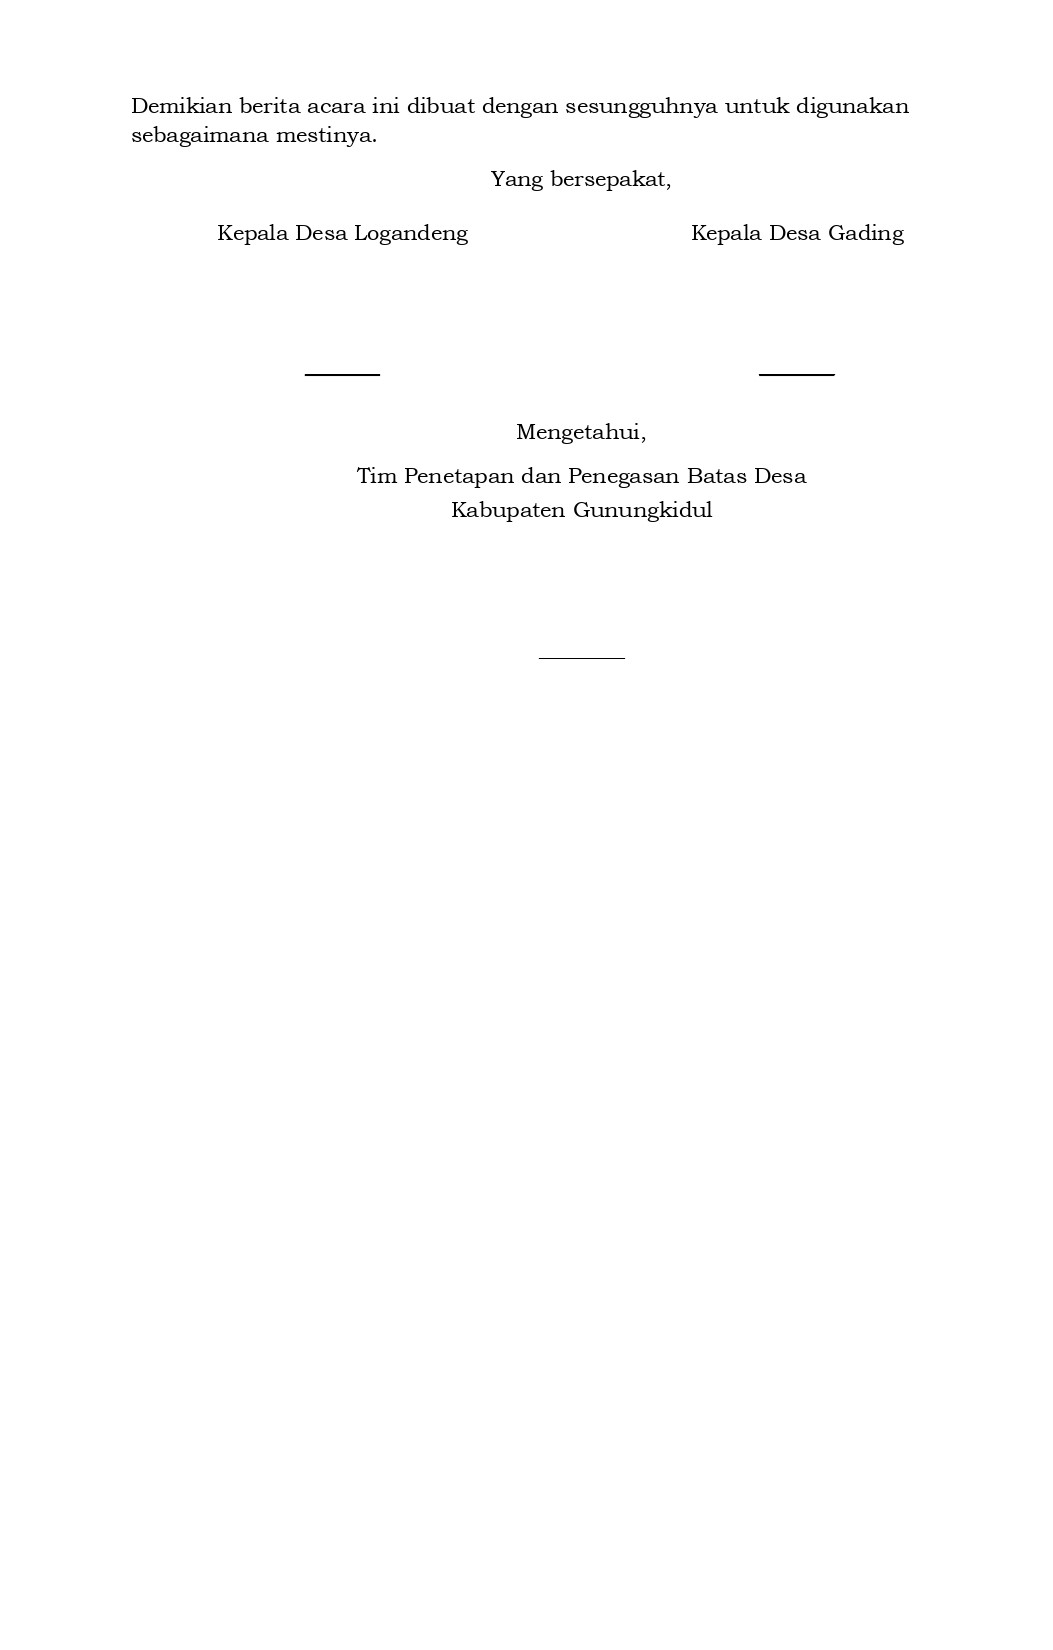 Demikian berita acara ini dibuat dengan sesungguhnya untuk digunakan
sebagaimana mestinya.
Yang bersepakat,
Kepala Desa Logandeng Kepala Desa Gading
Mengetahui,
Tim Penetapan dan Penegasan Batas Desa
Kabupaten Gunungkidul